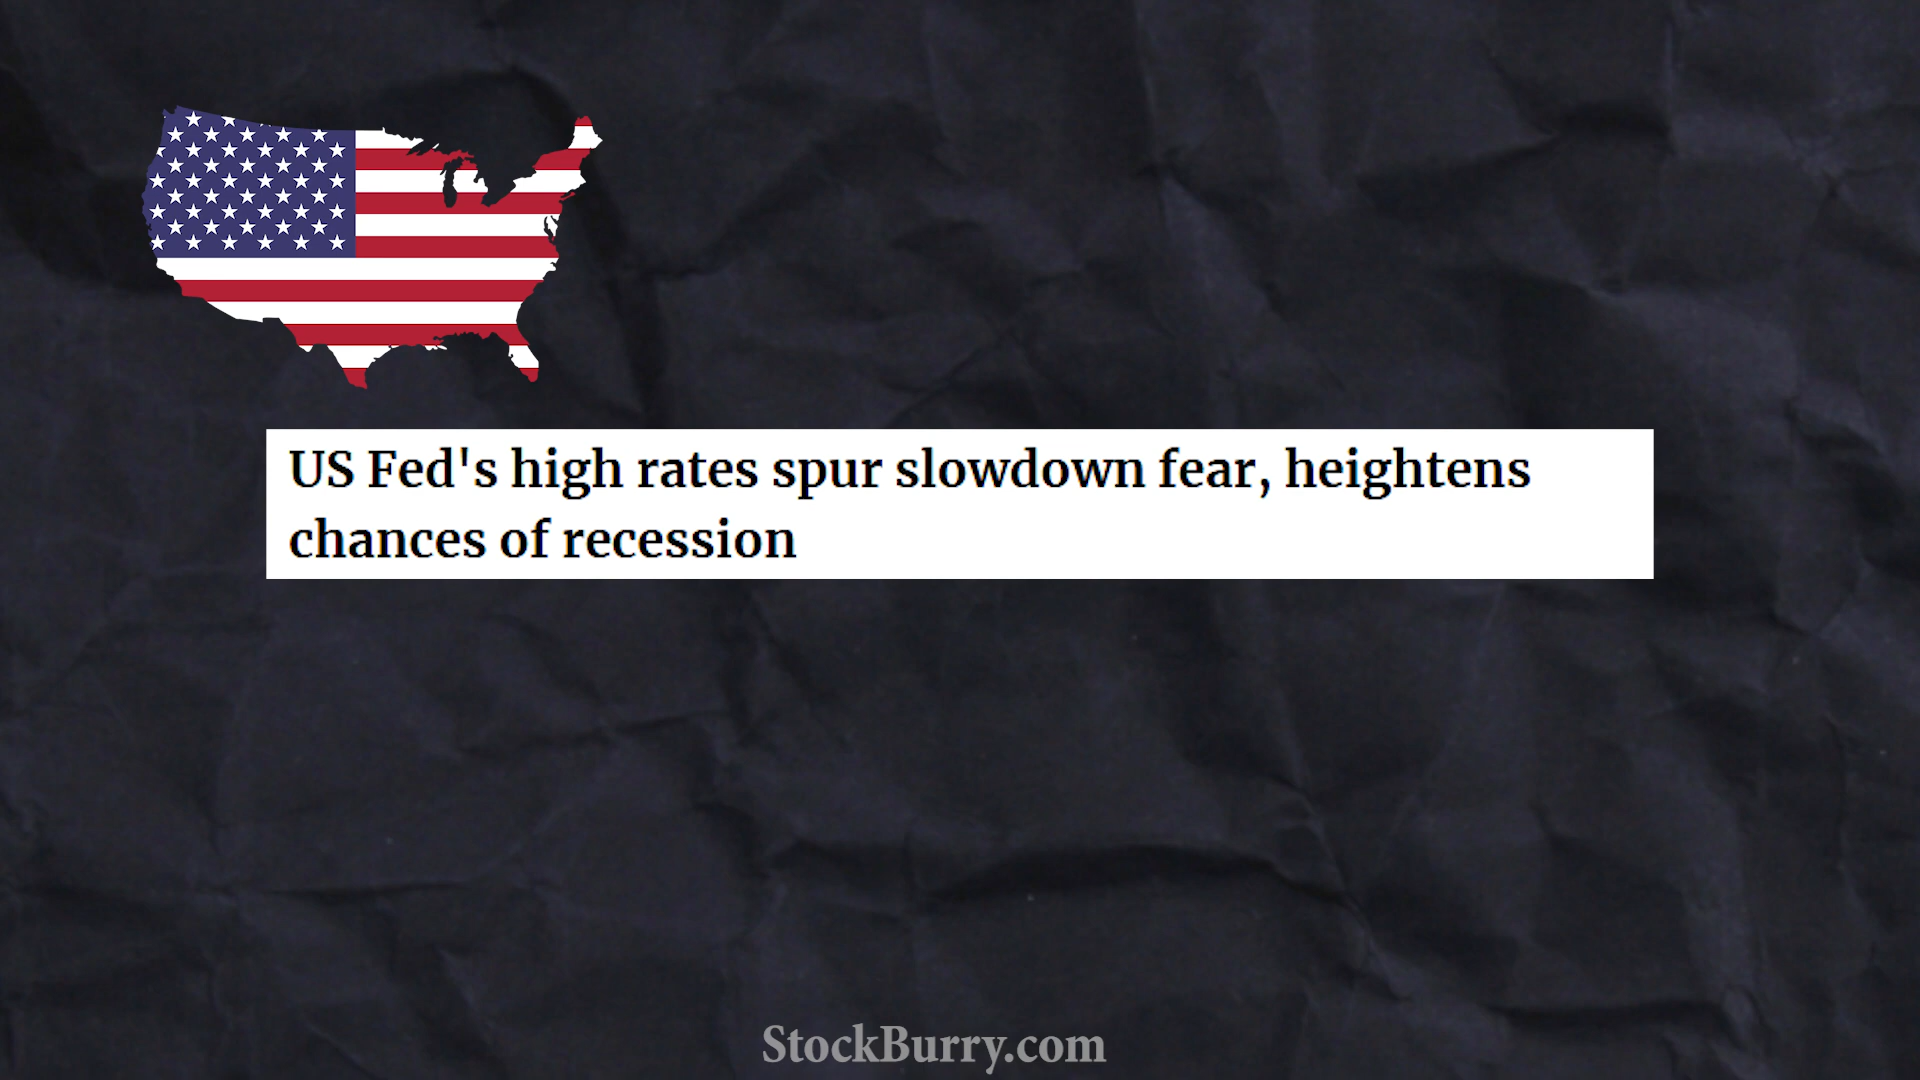 US Fed's high rates spur slowdown fear, heightens
chances of recession
StockBurry.com